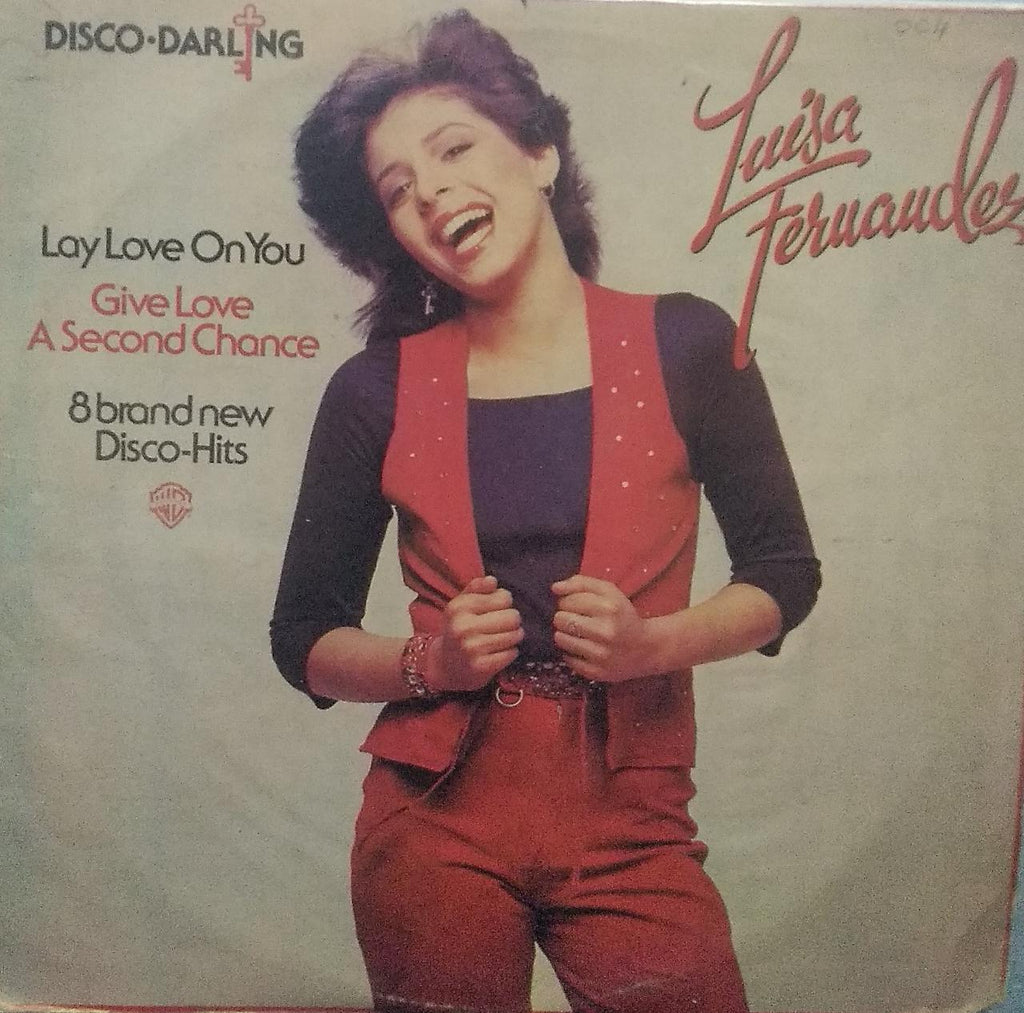 DISCO·DARLING
Luisa
Fernandez
Lay Love On You
Give Love
A Second Chance
8 brand new
Disco-Hits